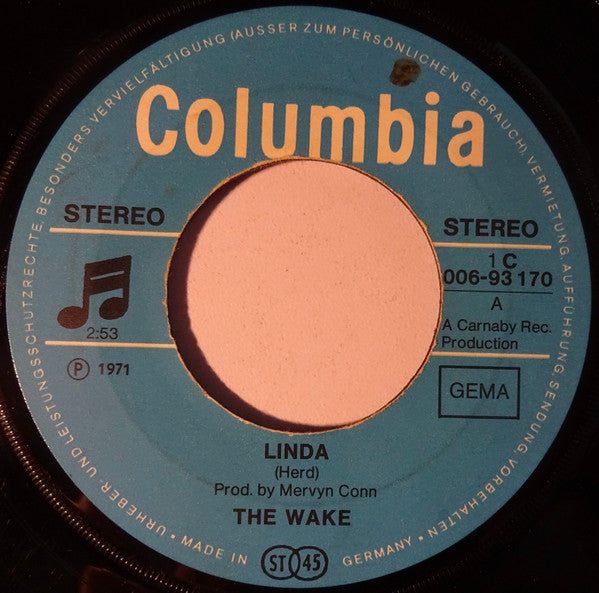 URHEBER- UND LEISTUNGSSCHUTZRECHTE, BESONDERS VERVIELFÄLTIGUNG (AUSSER ZUM PERSÖNLICHEN GEBRAUCH), VERMIETUNG, AUFFÜHRUNG, SENDUNG, VORBEHALTEN
Columbia
STEREO
STEREO
1 C
006-93 170
2:53
A
A Carnaby Rec.
Production
℗ 1971
GEMA
LINDA
(Herd)
Prod. by Mervyn Conn
THE WAKE
• MADE IN ST 45 GERMANY •